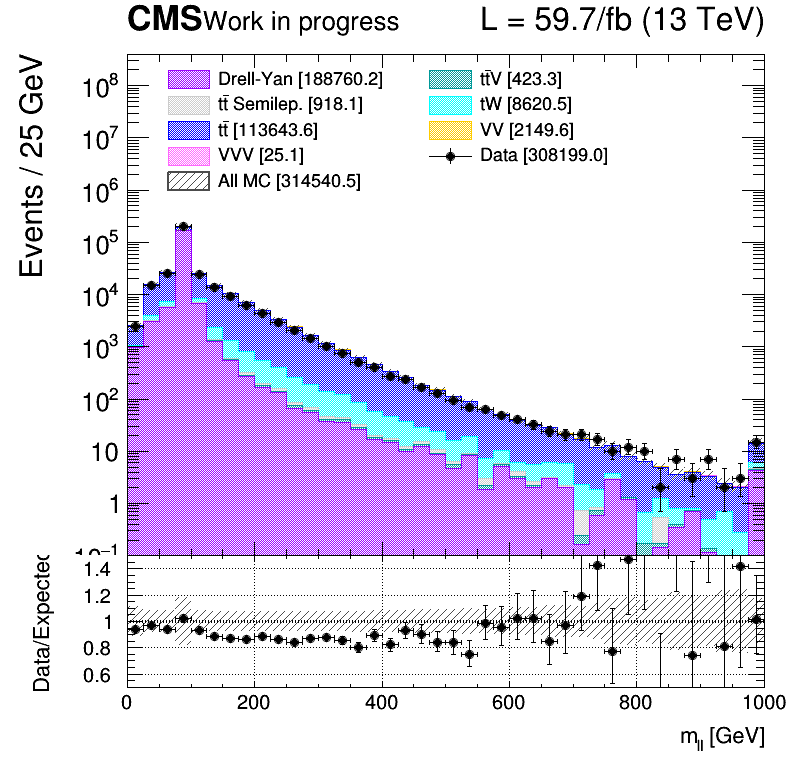 CMS Work in progress L = 59.7/fb (13 TeV)
Events / 25 GeV
Drell-Yan [188760.2]
tt̄ Semilep. [918.1]
tt̄ [113643.6]
VVV [25.1]
All MC [314540.5]
tt̄V [423.3]
tW [8620.5]
VV [2149.6]
Data [308199.0]
10⁸
10⁷
10⁶
10⁵
10⁴
10³
10²
10
1
10⁻¹
Data/Expected
1.4
1.2
1
0.8
0.6
0 200 400 600 800 1000
m_ll [GeV]